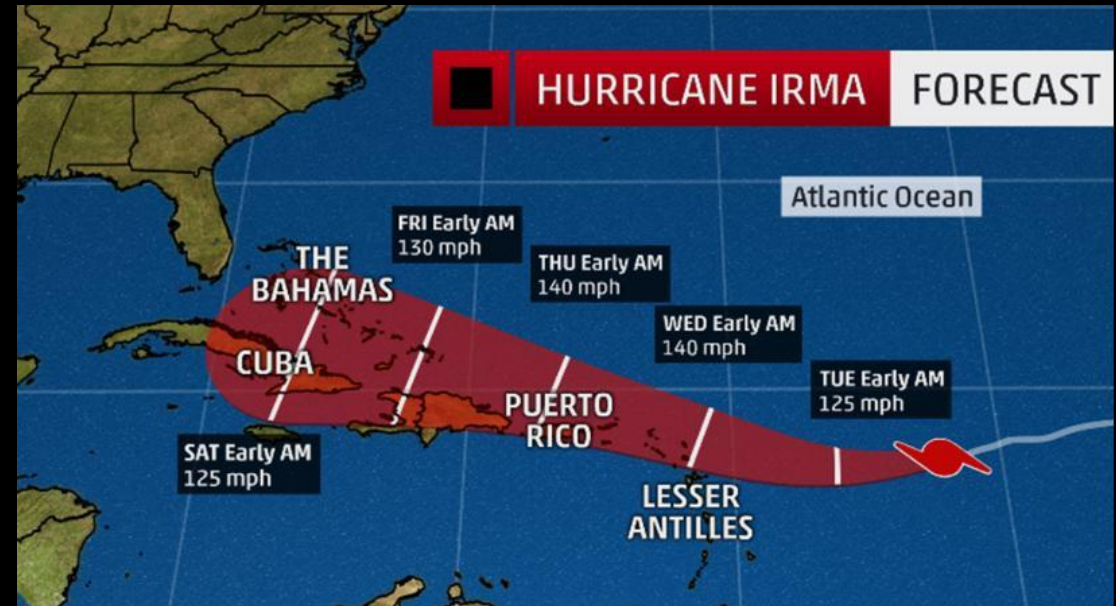 HURRICANE IRMA FORECAST
Atlantic Ocean
FRI Early AM
130 mph
THE
BAHAMAS
THU Early AM
140 mph
WED Early AM
140 mph
CUBA
TUE Early AM
125 mph
PUERTO
RICO
SAT Early AM
125 mph
LESSER
ANTILLES